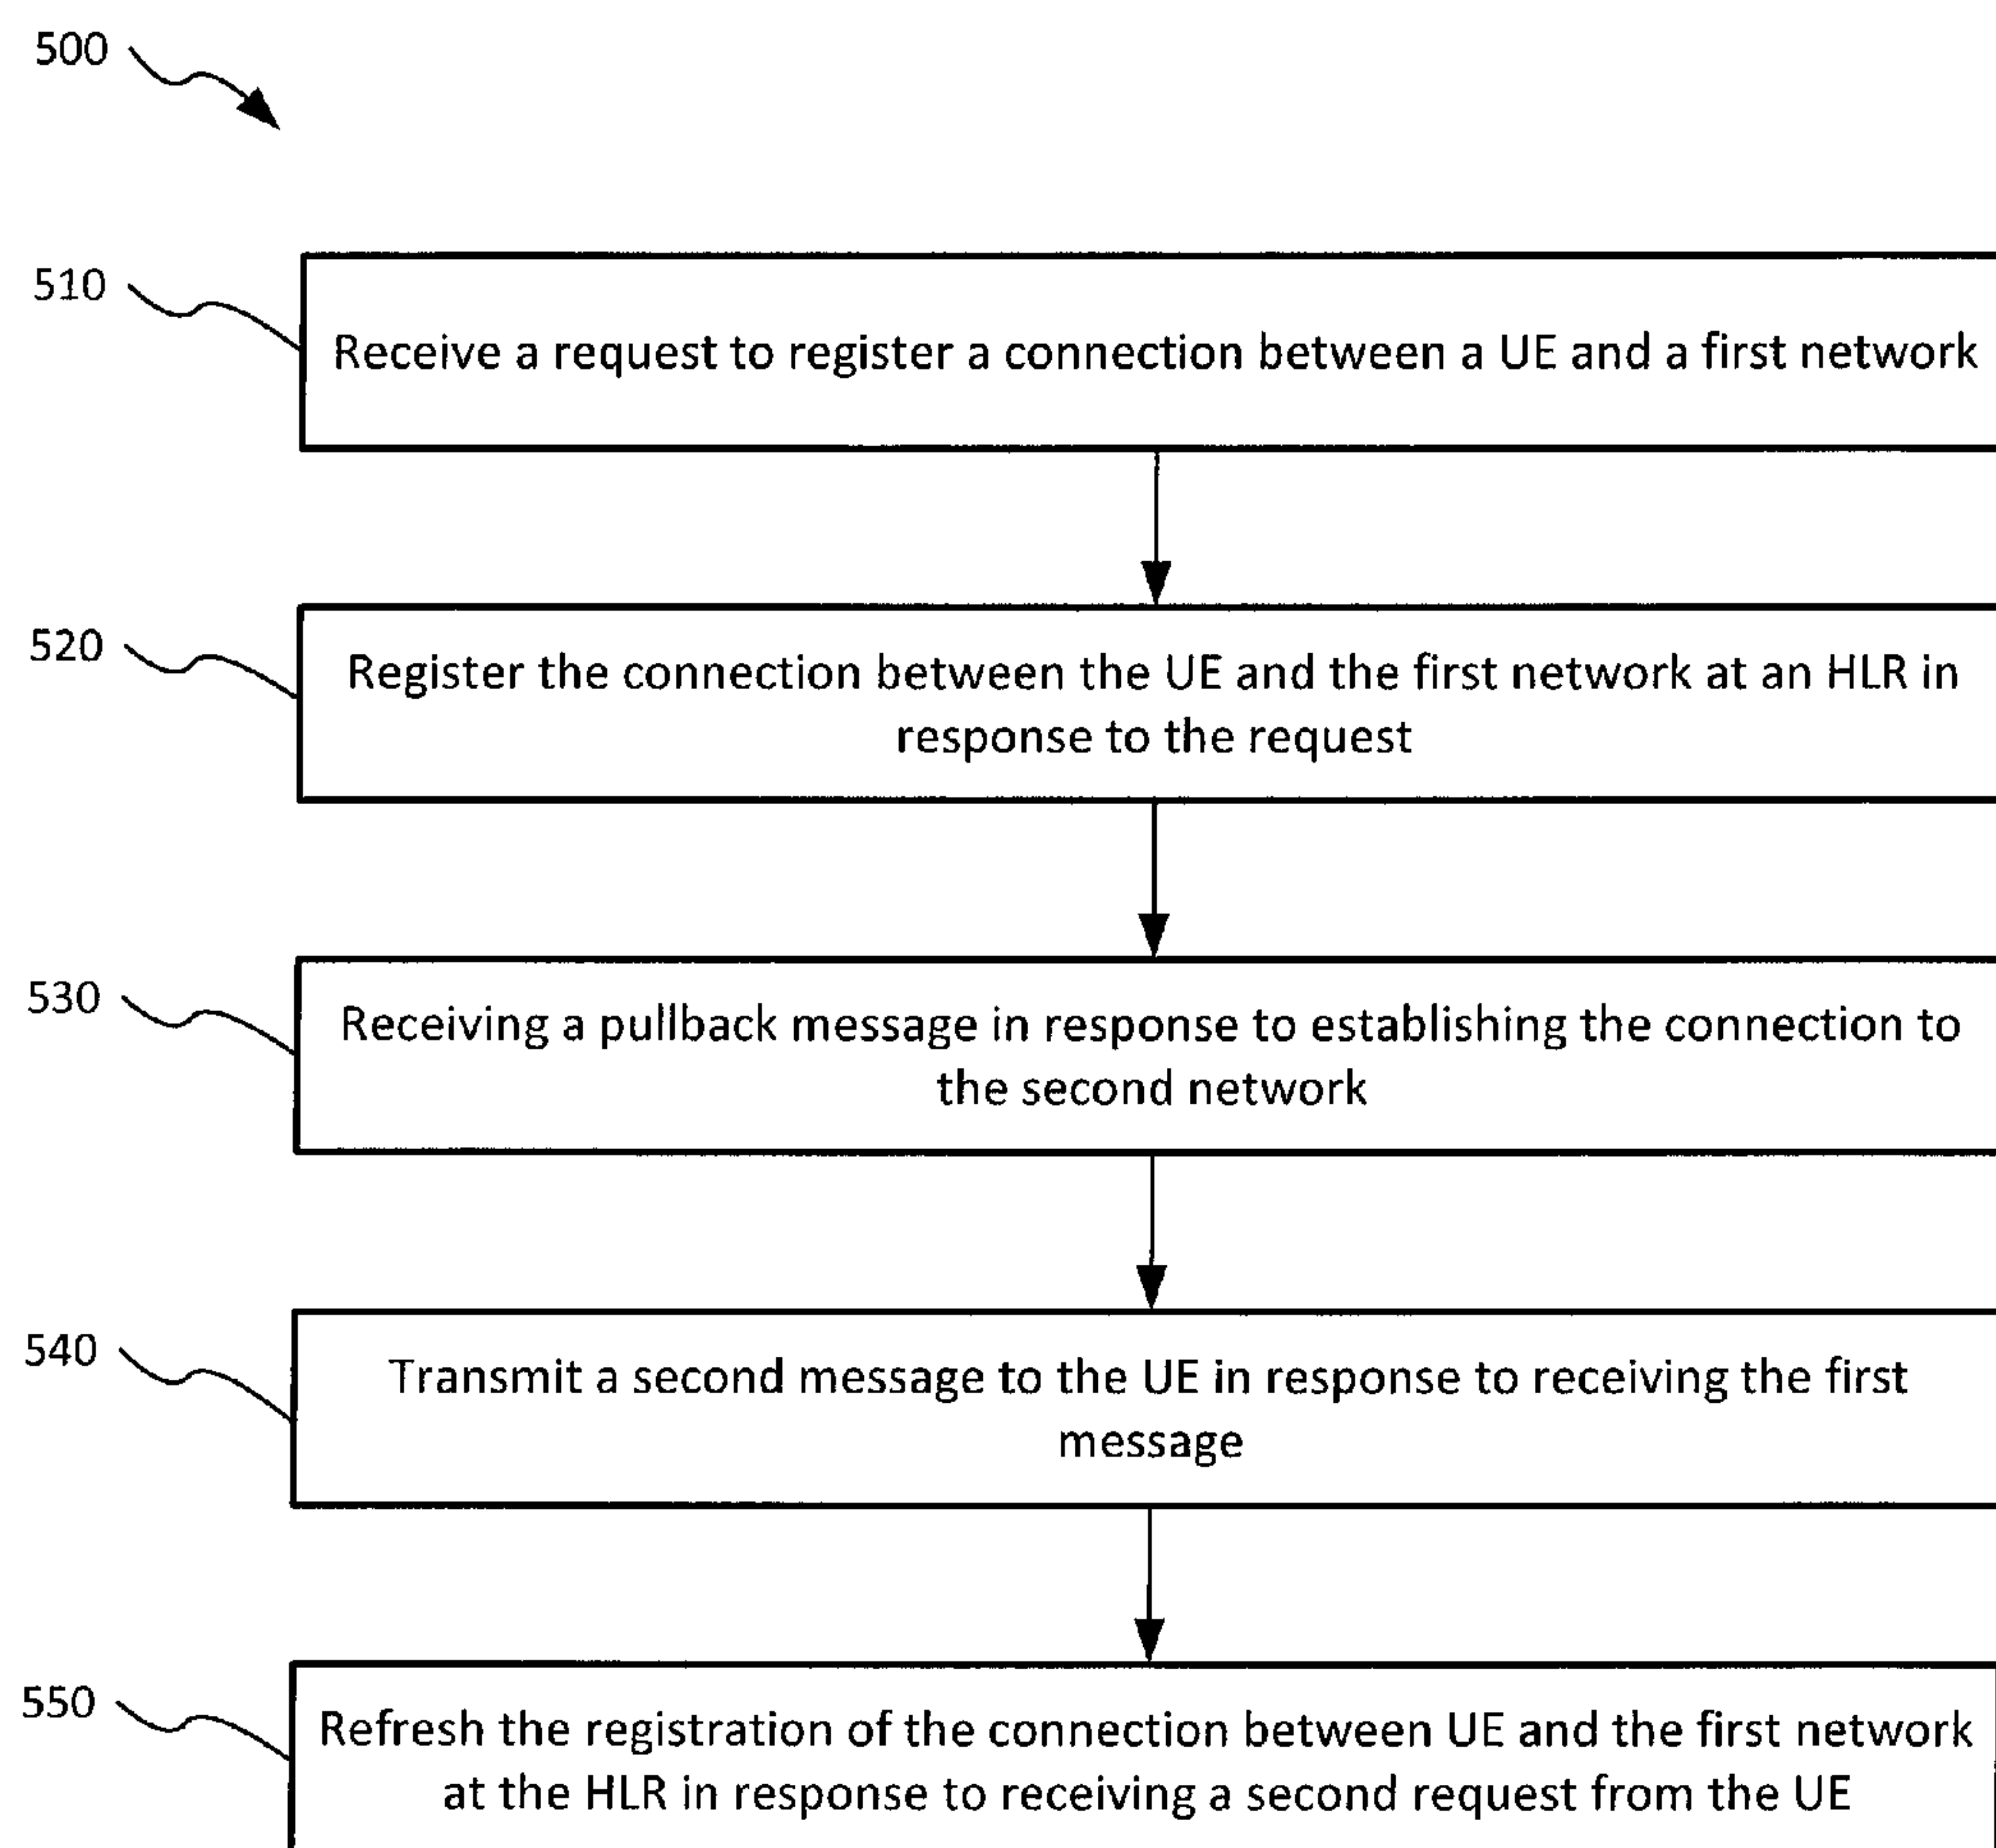 500
510
Receive a request to register a connection between a UE and a first network
520
Register the connection between the UE and the first network at an HLR in
response to the request
530
Receiving a pullback message in response to establishing the connection to
the second network
540
Transmit a second message to the UE in response to receiving the first
message
550
Refresh the registration of the connection between UE and the first network
at the HLR in response to receiving a second request from the UE